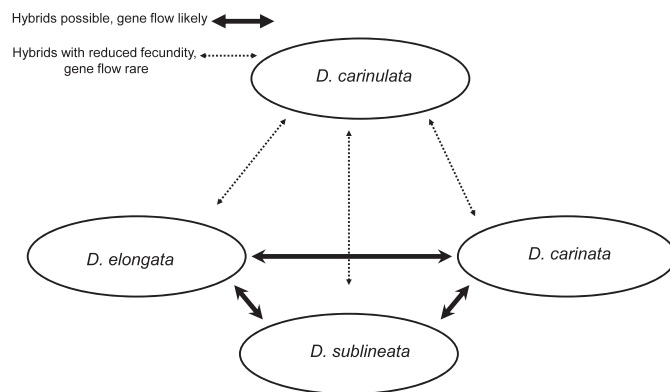 Hybrids possible, gene flow likely
Hybrids with reduced fecundity,
gene flow rare
D. carinulata
D. elongata
D. carinata
D. sublineata